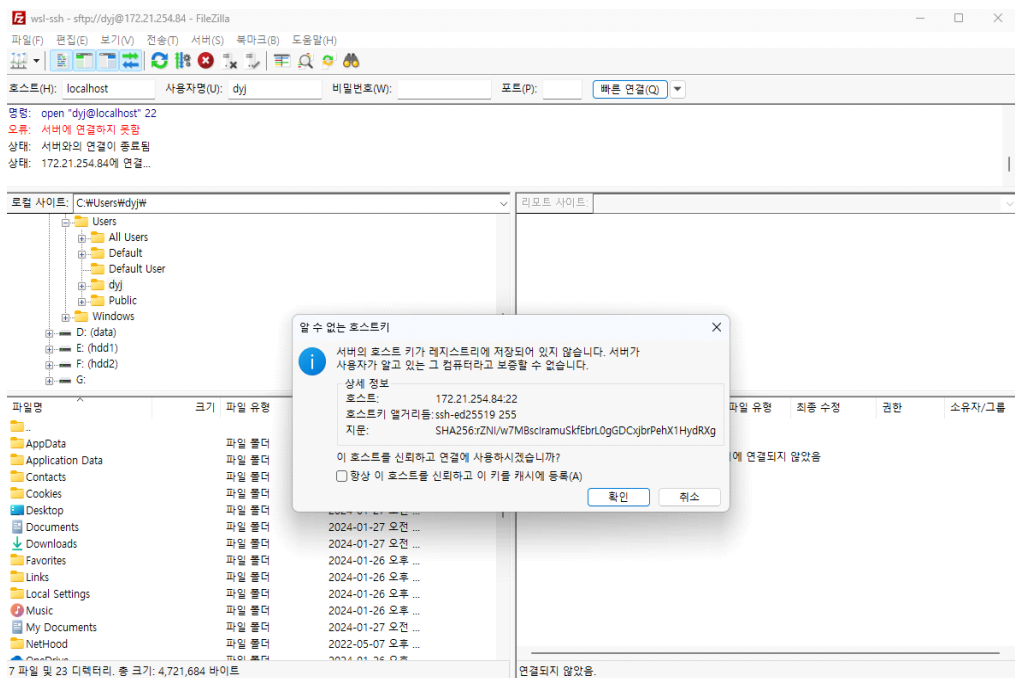 wsl-ssh - sftp://dyj@172.21.254.84 - FileZilla
파일(F) 편집(E) 보기(V) 전송(T) 서버(S) 북마크(B) 도움말(H)
호스트(H): localhost 사용자명(U): dyj 비밀번호(W): 포트(P): 빠른 연결(Q)
명령: open "dyj@localhost" 22
오류: 서버에 연결하지 못함
상태: 서버와의 연결이 종료됨
상태: 172.21.254.84에 연결...
로컬 사이트: C:₩Users₩dyj₩
리모트 사이트:
Users
All Users
Default
Default User
dyj
Public
Windows
D: (data)
E: (hdd1)
F: (hdd2)
G:
알 수 없는 호스트키
서버의 호스트 키가 레지스트리에 저장되어 있지 않습니다. 서버가
사용자가 알고 있는 그 컴퓨터라고 보증할 수 없습니다.
상세 정보
호스트: 172.21.254.84:22
호스트키 앨거리듬: ssh-ed25519 255
지문: SHA256:rZNI/w7MBscIramuSkfEbrL0gGDCxjbrPehX1HydRXg
이 호스트를 신뢰하고 연결에 사용하시겠습니까?
항상 이 호스트를 신뢰하고 이 키를 캐시에 등록(A)
확인 취소
파일명 크기 파일 유형
..
AppData 파일 폴더
Application Data 파일 폴더
Contacts 파일 폴더
Cookies 파일 폴더
Desktop 파일 폴더
Documents 파일 폴더 2024-01-27 오전 ...
Downloads 파일 폴더 2024-01-27 오전 ...
Favorites 파일 폴더 2024-01-26 오후 ...
Links 파일 폴더 2024-01-26 오후 ...
Local Settings 파일 폴더 2024-01-26 오후 ...
Music 파일 폴더 2024-01-26 오후 ...
My Documents 파일 폴더 2024-01-27 오전 ...
NetHood 파일 폴더 2022-05-07 오후 ...
OneDrive 파일 폴더 2024-01-26 오후 ...
7 파일 및 23 디렉터리. 총 크기: 4,721,684 바이트
파일 유형 최종 수정 권한 소유자/그룹
에 연결되지 않았음
연결되지 않았음.